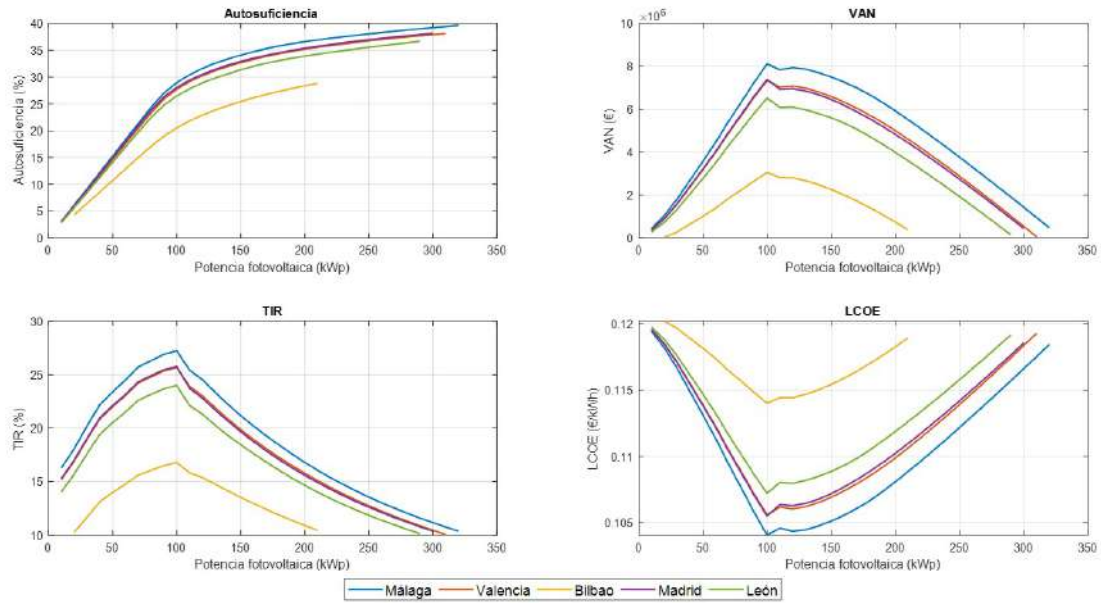 Autosuficiencia
Autosuficiencia (%)
40
35
30
25
20
15
10
5
0
0 50 100 150 200 250 300 350
Potencia fotovoltaica (kWp)
VAN
×10⁶
VAN (€)
10
8
6
4
2
0
0 50 100 150 200 250 300 350
Potencia fotovoltaica (kWp)
TIR
TIR (%)
30
25
20
15
10
0 50 100 150 200 250 300 350
Potencia fotovoltaica (kWp)
LCOE
LCOE (€/kWh)
0.12
0.115
0.11
0.105
0 50 100 150 200 250 300 350
Potencia fotovoltaica (kWp)
Málaga Valencia Bilbao Madrid León